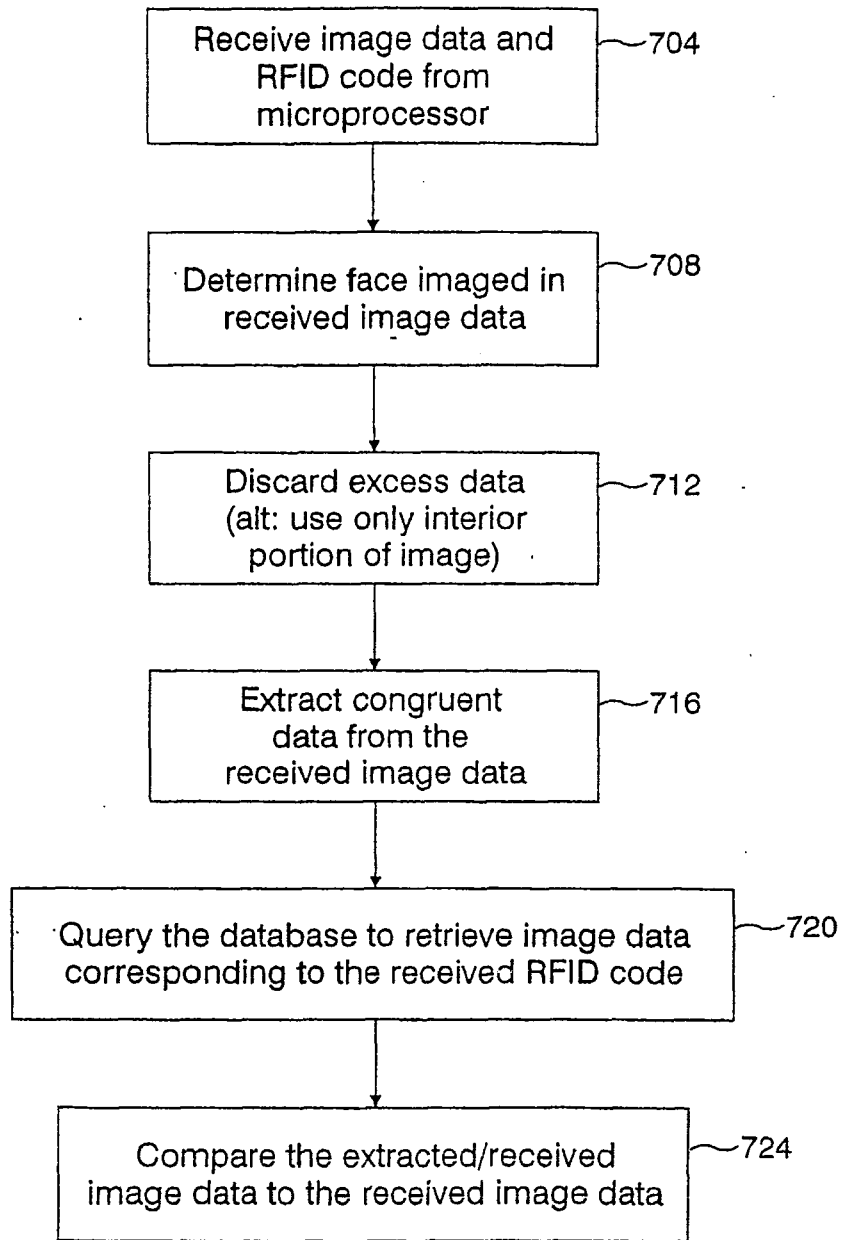 Receive image data and
RFID code from
microprocessor
704
Determine face imaged in
received image data
708
Discard excess data
(alt: use only interior
portion of image)
712
Extract congruent
data from the
received image data
716
Query the database to retrieve image data
corresponding to the received RFID code
720
Compare the extracted/received
image data to the received image data
724